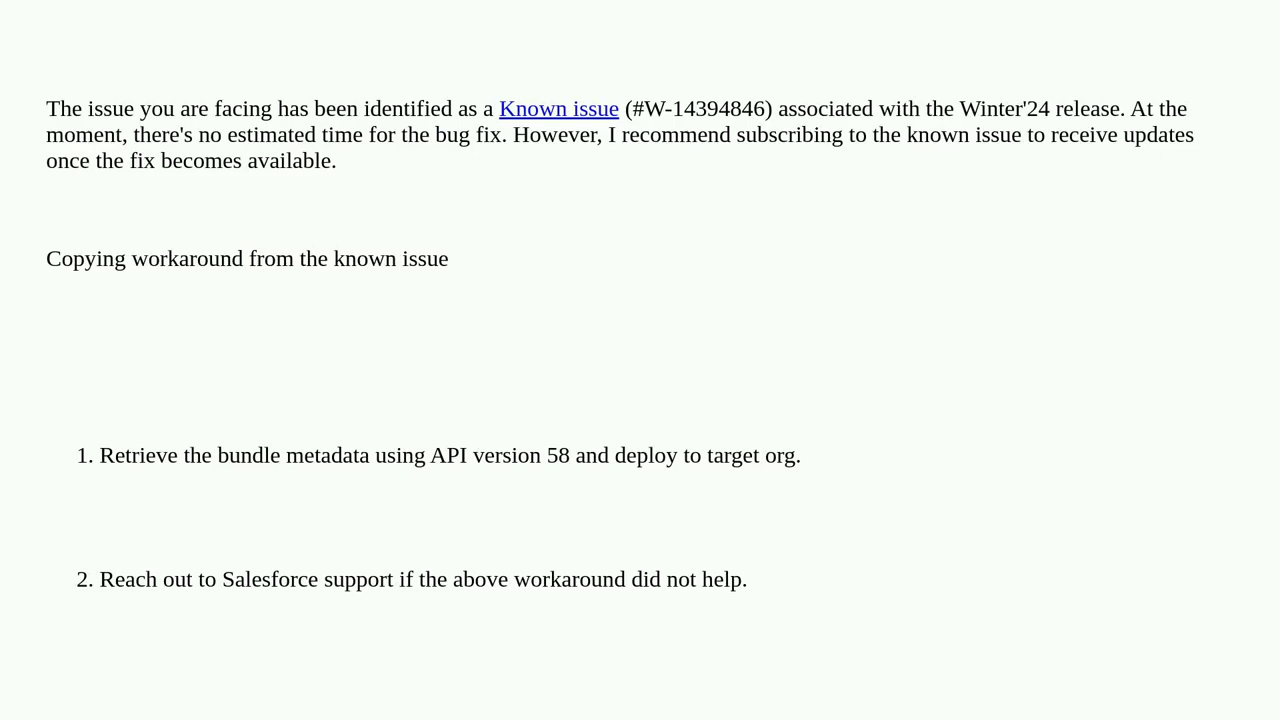 The issue you are facing has been identified as a Known issue (#W-14394846) associated with the Winter'24 release. At the
moment, there's no estimated time for the bug fix. However, I recommend subscribing to the known issue to receive updates
once the fix becomes available.
Copying workaround from the known issue
1. Retrieve the bundle metadata using API version 58 and deploy to target org.
2. Reach out to Salesforce support if the above workaround did not help.